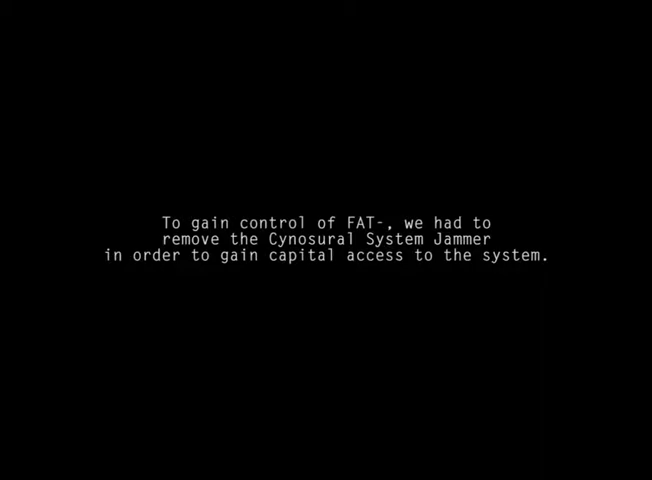 To gain control of FAT-, we had to
remove the Cynosural System Jammer
in order to gain capital access to the system.